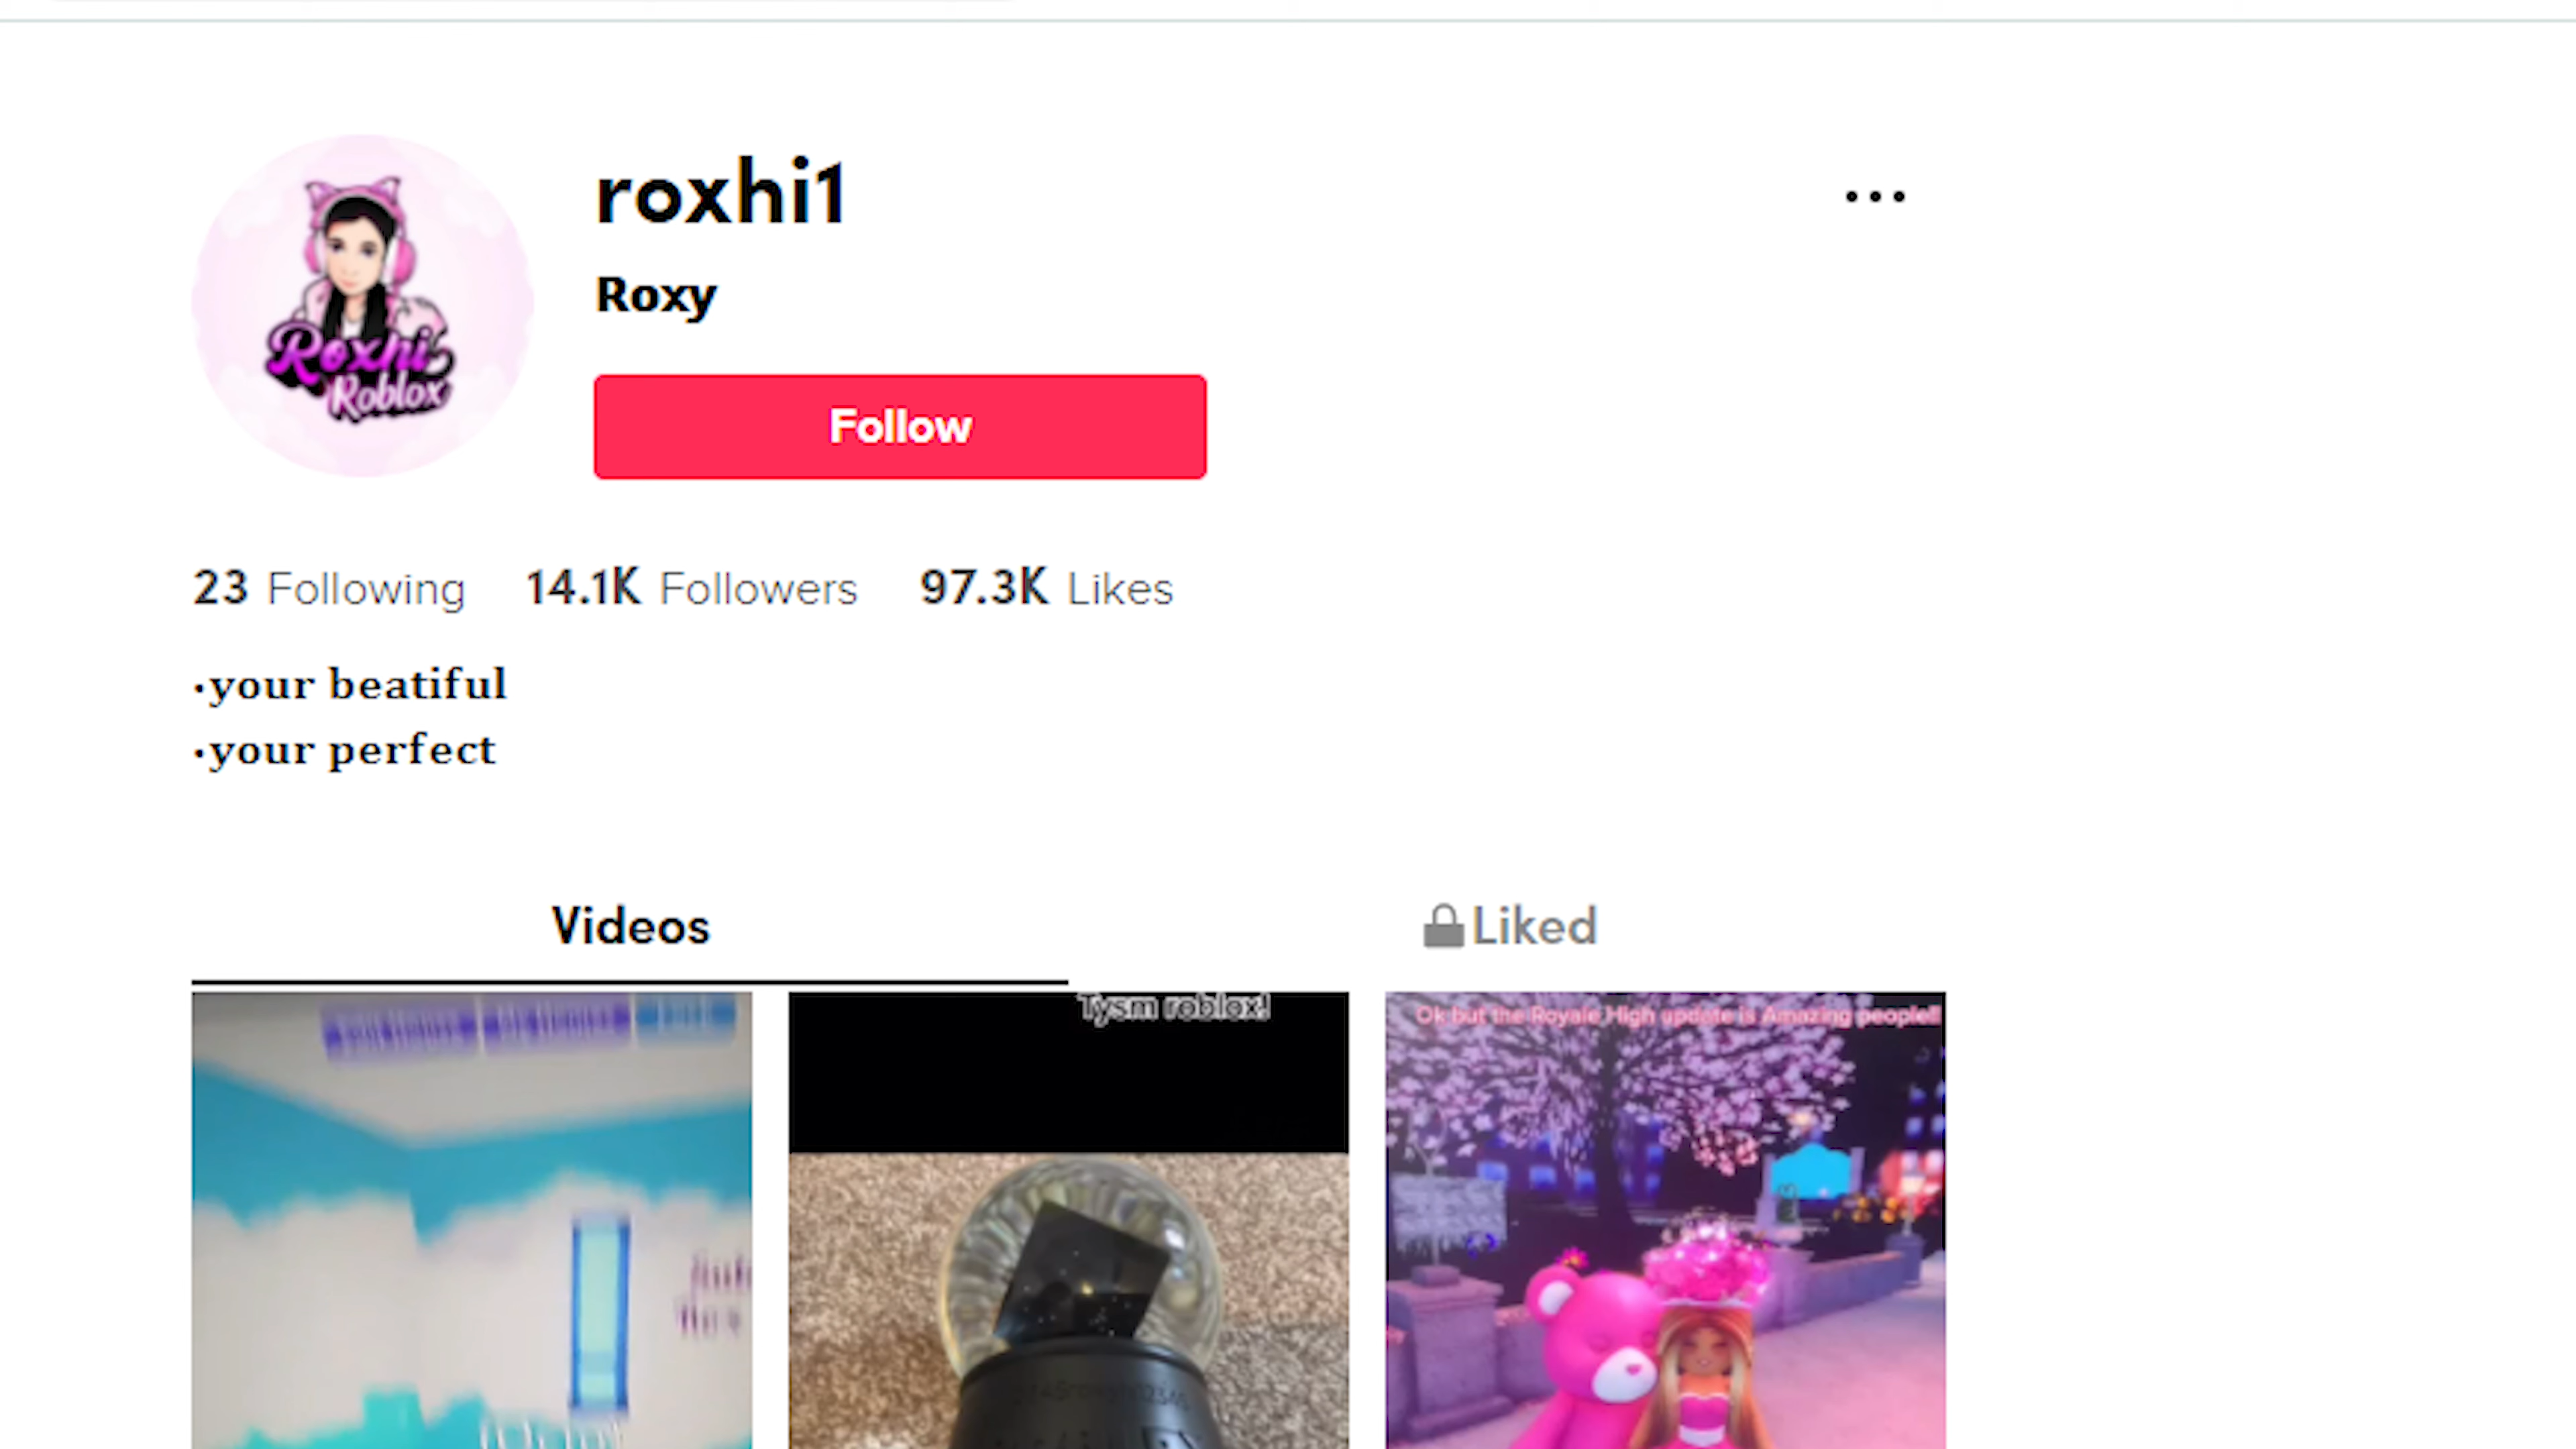 roxhi1
Roxy
Roxhi
Roblox
Follow
23 Following 14.1K Followers 97.3K Likes
•your beatiful
•your perfect
Videos
Liked
Tysm roblox!
Ok but the Royale High update is Amazing people!!